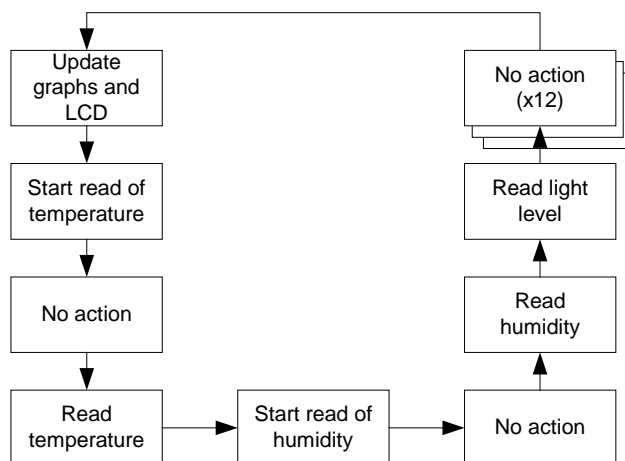 Update
graphs and
LCD
Start read of
temperature
No action
Read
temperature
Start read of
humidity
No action
Read
humidity
Read light
level
No action
(x12)